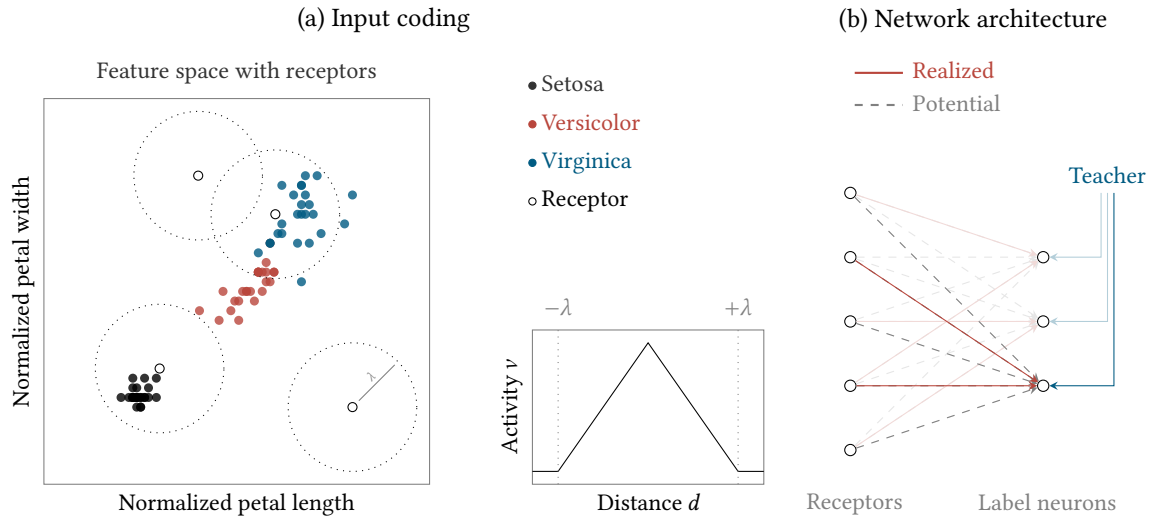 (a) Input coding
(b) Network architecture
Feature space with receptors
Setosa
Versicolor
Virginica
Receptor
Realized
Potential
Teacher
Normalized petal width
λ
Normalized petal length
−λ
+λ
Activity ν
Distance d
Receptors
Label neurons